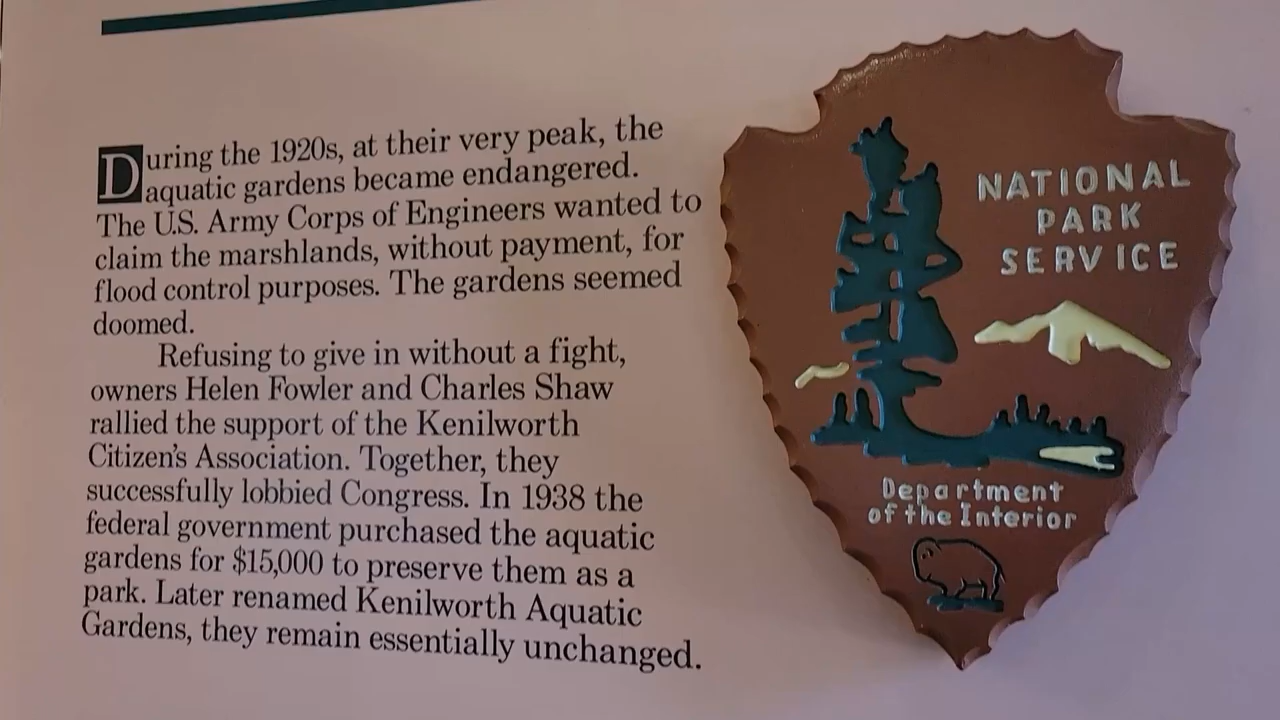 During the 1920s, at their very peak, the
aquatic gardens became endangered.
The U.S. Army Corps of Engineers wanted to
claim the marshlands, without payment, for
flood control purposes. The gardens seemed
doomed.
Refusing to give in without a fight,
owners Helen Fowler and Charles Shaw
rallied the support of the Kenilworth
Citizen's Association. Together, they
successfully lobbied Congress. In 1938 the
federal government purchased the aquatic
gardens for $15,000 to preserve them as a
park. Later renamed Kenilworth Aquatic
Gardens, they remain essentially unchanged.
NATIONAL
PARK
SERVICE
Department
of the Interior